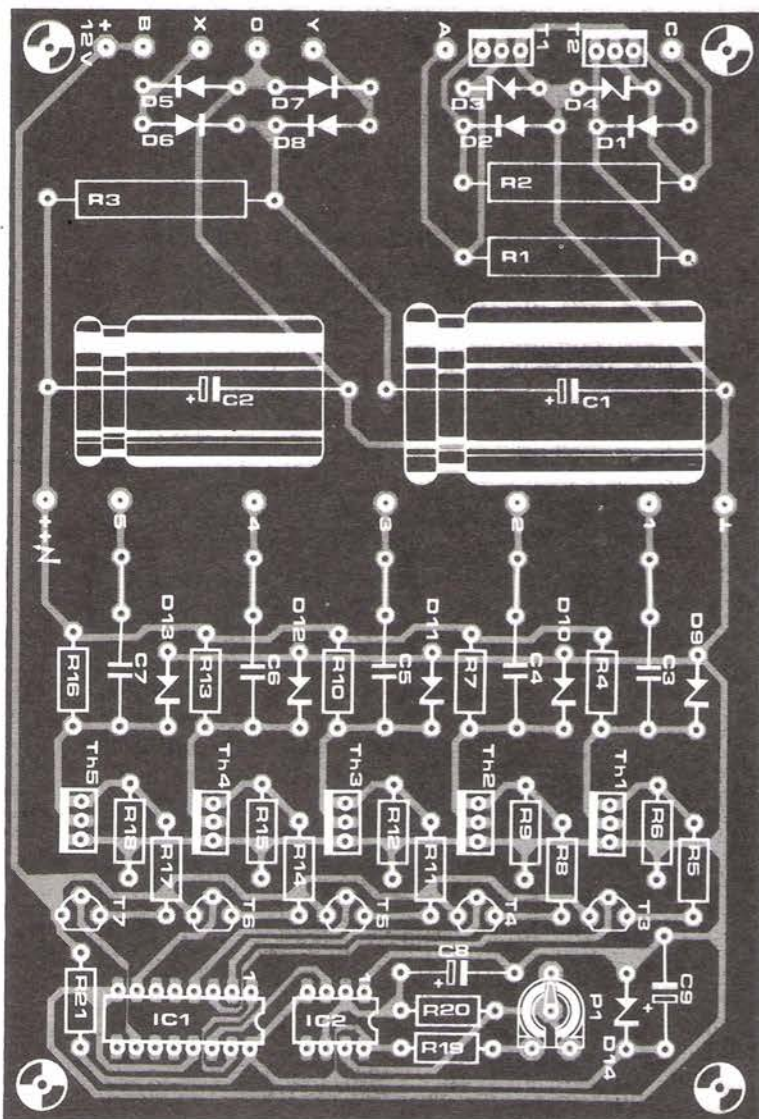 + B X O Y A T1 T2 C
12V
D5 D7 D3 D4
D6 D8 D2 D1
R3 R2
R1
+ C2 + C1
++ 5 4 3 2 1
D13 D12 D11 D10 D9
R16 C7 R13 C6 R10 C5 R7 C4 R4 C3
Th5 Th4 Th3 Th2 Th1
R18 R15 R12 R9 R6
R17 R14 R11 R8 R5
T7 T6 T5 T4 T3
C8 +
R21 IC1 1 IC2 1 R20 P1 C9 +
R19 D14